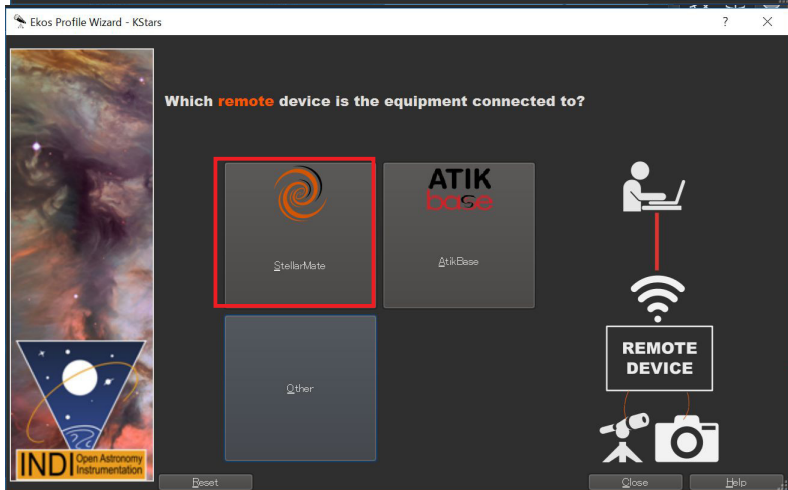 Ekos Profile Wizard - KStars
?
Which remote device is the equipment connected to?
StellarMate
ATIK
base
AtikBase
Other
REMOTE
DEVICE
INDI
Open Astronomy
Instrumentation
Reset
Close
Help